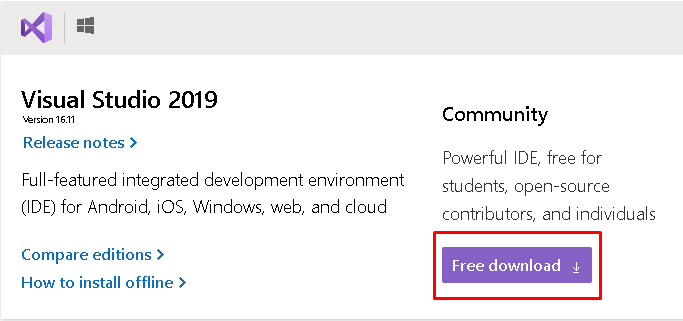 Visual Studio 2019
Version 16.11
Release notes
Full-featured integrated development environment
(IDE) for Android, iOS, Windows, web, and cloud
Compare editions
How to install offline
Community
Powerful IDE, free for
students, open-source
contributors, and individuals
Free download